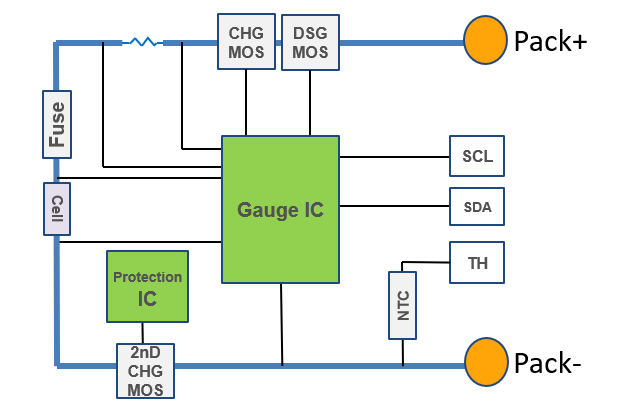 CHG
MOS
DSG
MOS
Pack+
Fuse
SCL
Cell
Gauge IC
SDA
Protection
IC
TH
NTC
2nD
CHG
MOS
Pack-